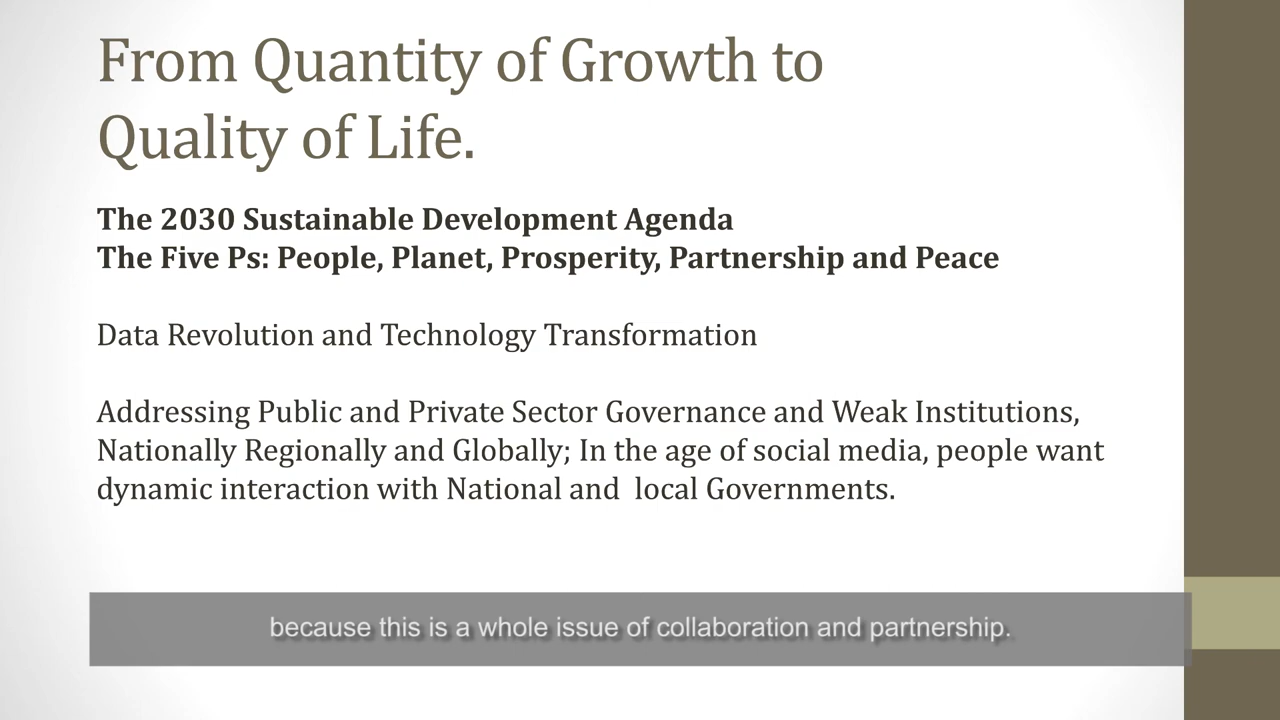 From Quantity of Growth to
Quality of Life.
The 2030 Sustainable Development Agenda
The Five Ps: People, Planet, Prosperity, Partnership and Peace
Data Revolution and Technology Transformation
Addressing Public and Private Sector Governance and Weak Institutions,
Nationally Regionally and Globally; In the age of social media, people want
dynamic interaction with National and  local Governments.
because this is a whole issue of collaboration and partnership.